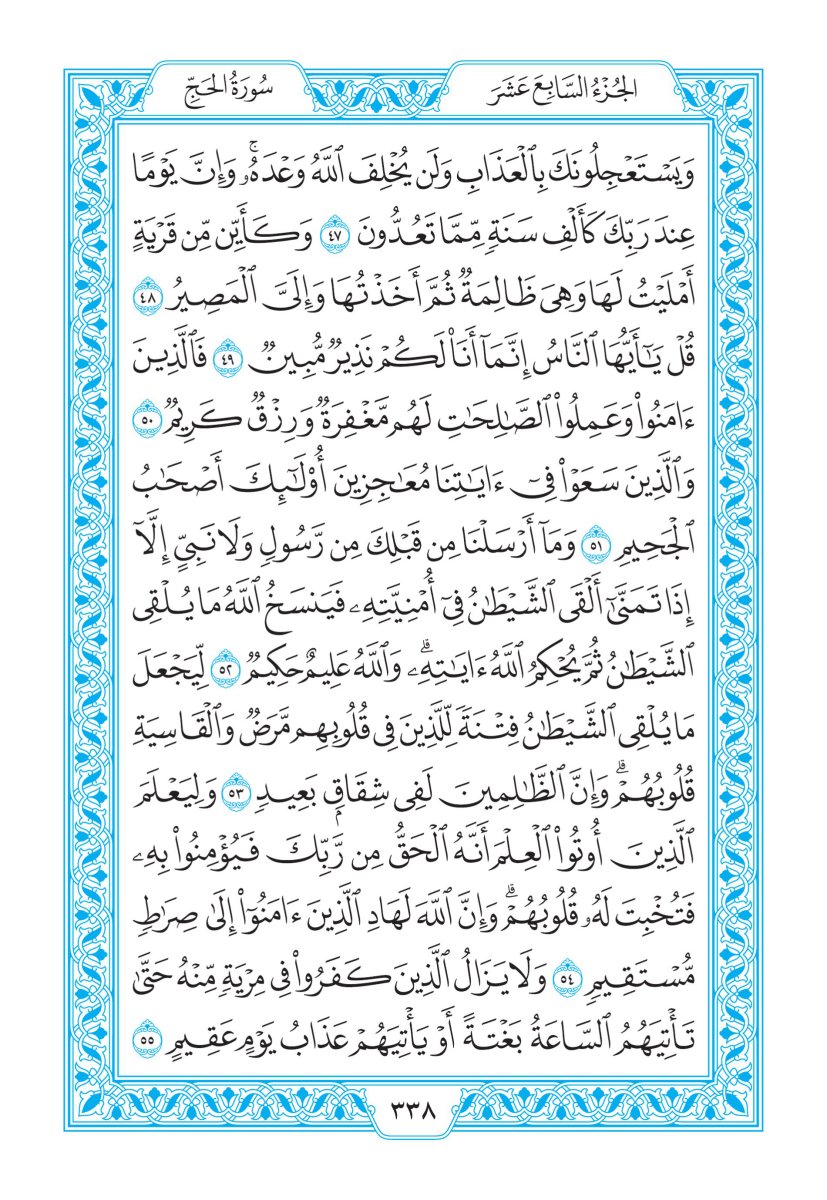 الجُزْءُ السَّابِعَ عَشَرَ
سُورَةُ الحَجِّ
وَيَسْتَعْجِلُونَكَ بِٱلْعَذَابِ وَلَن يُخْلِفَ ٱللَّهُ وَعْدَهُۥۚ وَإِنَّ يَوْمًا
عِندَ رَبِّكَ كَأَلْفِ سَنَةٍ مِّمَّا تَعُدُّونَ ٤٧ وَكَأَيِّن مِّن قَرْيَةٍ
أَمْلَيْتُ لَهَا وَهِىَ ظَالِمَةٌ ثُمَّ أَخَذْتُهَا وَإِلَىَّ ٱلْمَصِيرُ ٤٨
قُلْ يَٰٓأَيُّهَا ٱلنَّاسُ إِنَّمَآ أَنَا۠ لَكُمْ نَذِيرٌ مُّبِينٌ ٤٩ فَٱلَّذِينَ
ءَامَنُوا۟ وَعَمِلُوا۟ ٱلصَّٰلِحَٰتِ لَهُم مَّغْفِرَةٌ وَرِزْقٌ كَرِيمٌ ٥٠
وَٱلَّذِينَ سَعَوْا۟ فِىٓ ءَايَٰتِنَا مُعَٰجِزِينَ أُو۟لَٰٓئِكَ أَصْحَٰبُ
ٱلْجَحِيمِ ٥١ وَمَآ أَرْسَلْنَا مِن قَبْلِكَ مِن رَّسُولٍ وَلَا نَبِىٍّ إِلَّآ
إِذَا تَمَنَّىٰٓ أَلْقَى ٱلشَّيْطَٰنُ فِىٓ أُمْنِيَّتِهِۦ فَيَنسَخُ ٱللَّهُ مَا يُلْقِى
ٱلشَّيْطَٰنُ ثُمَّ يُحْكِمُ ٱللَّهُ ءَايَٰتِهِۦۗ وَٱللَّهُ عَلِيمٌ حَكِيمٌ ٥٢ لِّيَجْعَلَ
مَا يُلْقِى ٱلشَّيْطَٰنُ فِتْنَةً لِّلَّذِينَ فِى قُلُوبِهِم مَّرَضٌ وَٱلْقَاسِيَةِ
قُلُوبُهُمْۗ وَإِنَّ ٱلظَّٰلِمِينَ لَفِى شِقَاقٍۭ بَعِيدٍ ٥٣ وَلِيَعْلَمَ
ٱلَّذِينَ أُوتُوا۟ ٱلْعِلْمَ أَنَّهُ ٱلْحَقُّ مِن رَّبِّكَ فَيُؤْمِنُوا۟ بِهِۦ
فَتُخْبِتَ لَهُۥ قُلُوبُهُمْۗ وَإِنَّ ٱللَّهَ لَهَادِ ٱلَّذِينَ ءَامَنُوٓا۟ إِلَىٰ صِرَٰطٍ
مُّسْتَقِيمٍ ٥٤ وَلَا يَزَالُ ٱلَّذِينَ كَفَرُوا۟ فِى مِرْيَةٍ مِّنْهُ حَتَّىٰ
تَأْتِيَهُمُ ٱلسَّاعَةُ بَغْتَةً أَوْ يَأْتِيَهُمْ عَذَابُ يَوْمٍ عَقِيمٍ ٥٥
٣٣٨